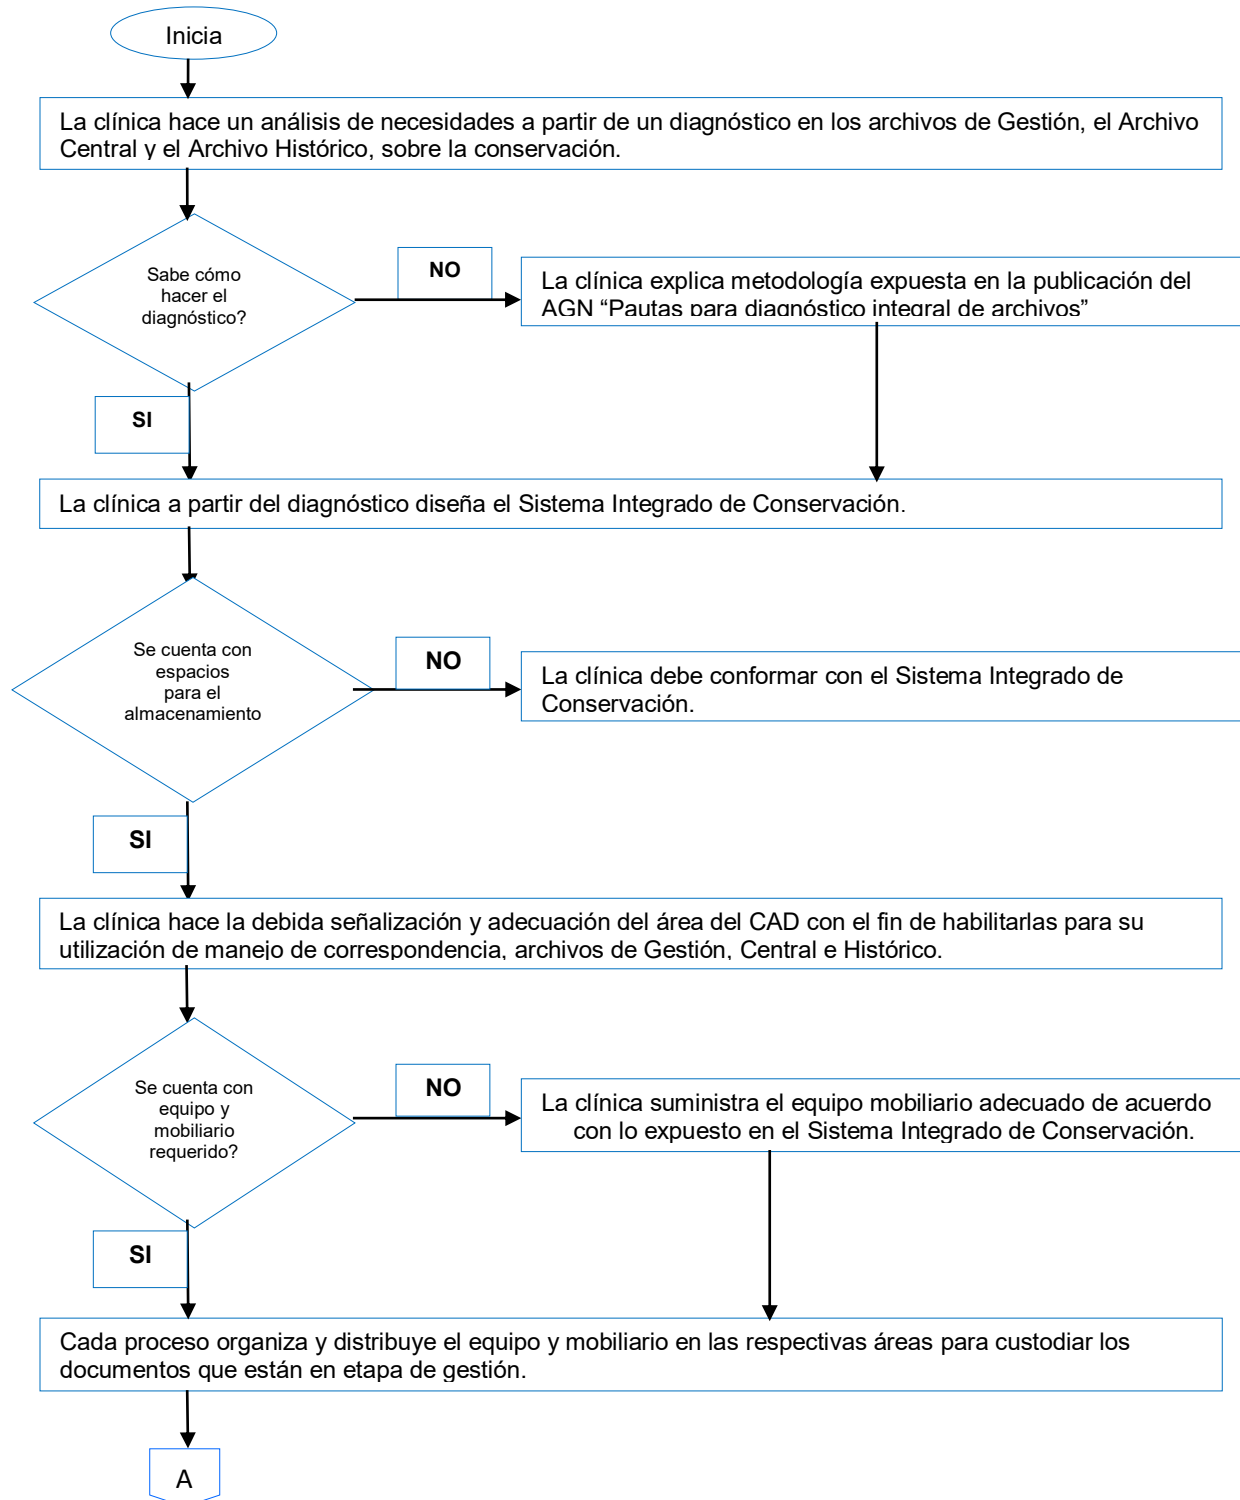 Inicia
La clínica hace un análisis de necesidades a partir de un diagnóstico en los archivos de Gestión, el Archivo
Central y el Archivo Histórico, sobre la conservación.
Sabe cómo
hacer el
diagnóstico?
NO
La clínica explica metodología expuesta en la publicación del
AGN “Pautas para diagnóstico integral de archivos”
SI
La clínica a partir del diagnóstico diseña el Sistema Integrado de Conservación.
Se cuenta con
espacios
para el
almacenamiento
NO
La clínica debe conformar con el Sistema Integrado de
Conservación.
SI
La clínica hace la debida señalización y adecuación del área del CAD con el fin de habilitarlas para su
utilización de manejo de correspondencia, archivos de Gestión, Central e Histórico.
Se cuenta con
equipo y
mobiliario
requerido?
NO
La clínica suministra el equipo mobiliario adecuado de acuerdo
con lo expuesto en el Sistema Integrado de Conservación.
SI
Cada proceso organiza y distribuye el equipo y mobiliario en las respectivas áreas para custodiar los
documentos que están en etapa de gestión.
A